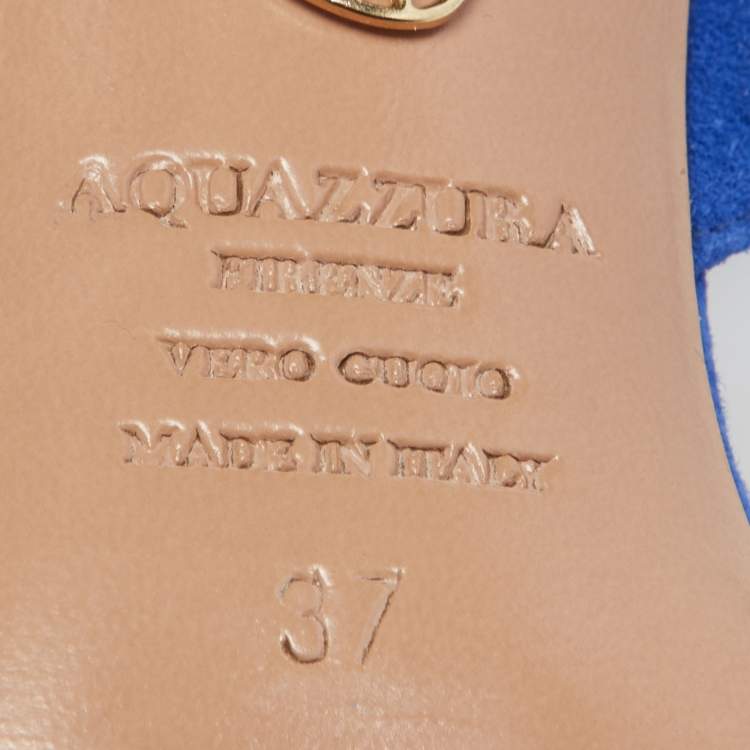 AQUAZZURA
FIRENZE
VERO CUOIO
MADE IN ITALY
37